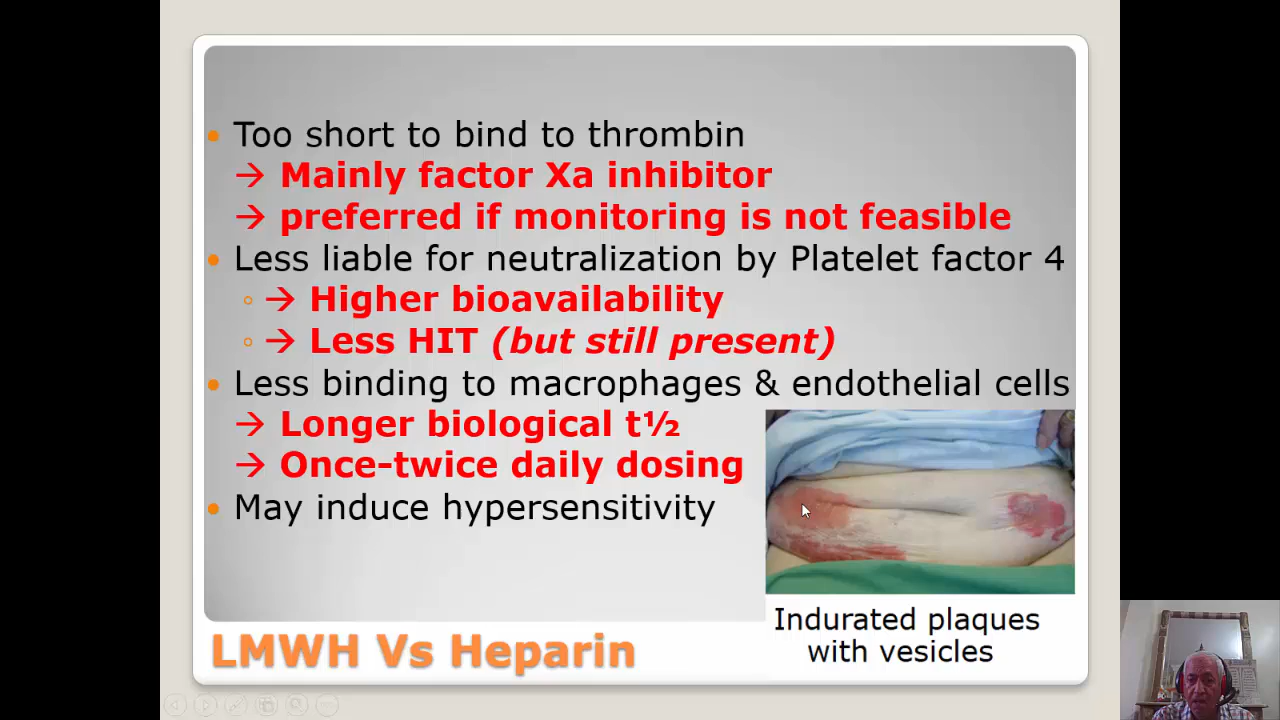 Too short to bind to thrombin
→ Mainly factor Xa inhibitor
→ preferred if monitoring is not feasible
Less liable for neutralization by Platelet factor 4
→ Higher bioavailability
→ Less HIT (but still present)
Less binding to macrophages & endothelial cells
→ Longer biological t½
→ Once-twice daily dosing
May induce hypersensitivity
Indurated plaques
with vesicles
LMWH Vs Heparin